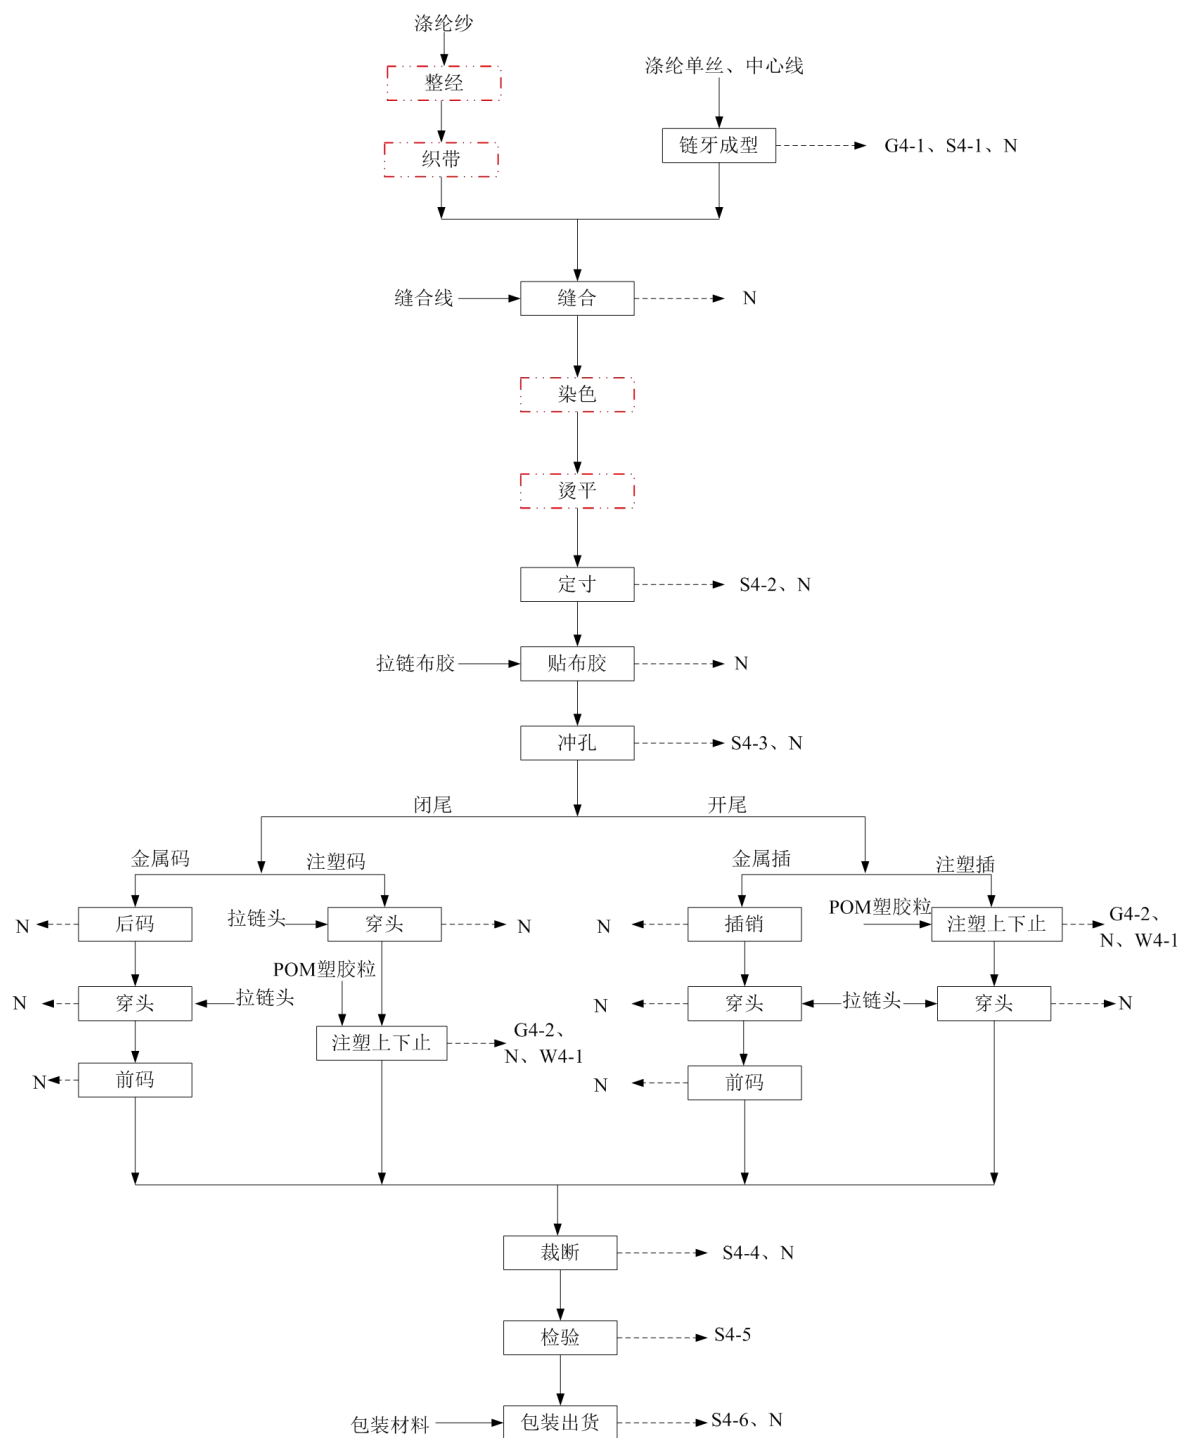 涤纶纱
整经
涤纶单丝、中心线
织带
链牙成型
G4-1、S4-1、N
缝合线
缝合
N
染色
烫平
定寸
S4-2、N
拉链布胶
贴布胶
N
冲孔
S4-3、N
闭尾
开尾
金属码
注塑码
金属插
注塑插
N
后码
拉链头
穿头
N
N
插销
POM塑胶粒
注塑上下止
G4-2、
N、W4-1
POM塑胶粒
N
穿头
拉链头
N
穿头
拉链头
穿头
N
注塑上下止
G4-2、
N、W4-1
N
前码
N
前码
裁断
S4-4、N
检验
S4-5
包装材料
包装出货
S4-6、N